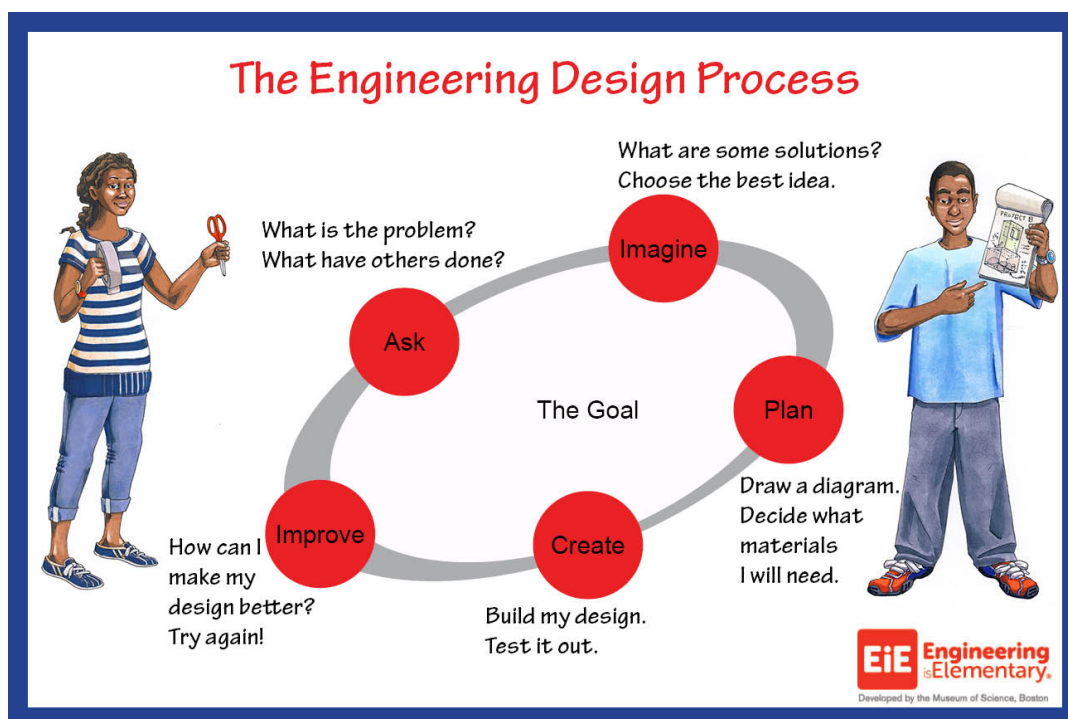 The Engineering Design Process
What are some solutions?
Choose the best idea.
Imagine
What is the problem?
What have others done?
Ask
The Goal
Plan
Draw a diagram.
Decide what
materials
I will need.
Create
Build my design.
Test it out.
Improve
How can I
make my
design better?
Try again!
PROJECT B
EiE Engineering
is Elementary.
Developed by the Museum of Science, Boston